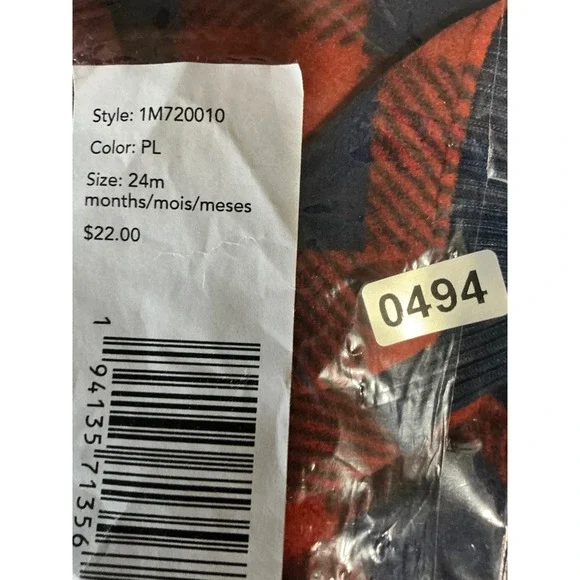 Style: 1M720010
Color: PL
Size: 24m
months/mois/meses
$22.00
0494
1 94135 71356